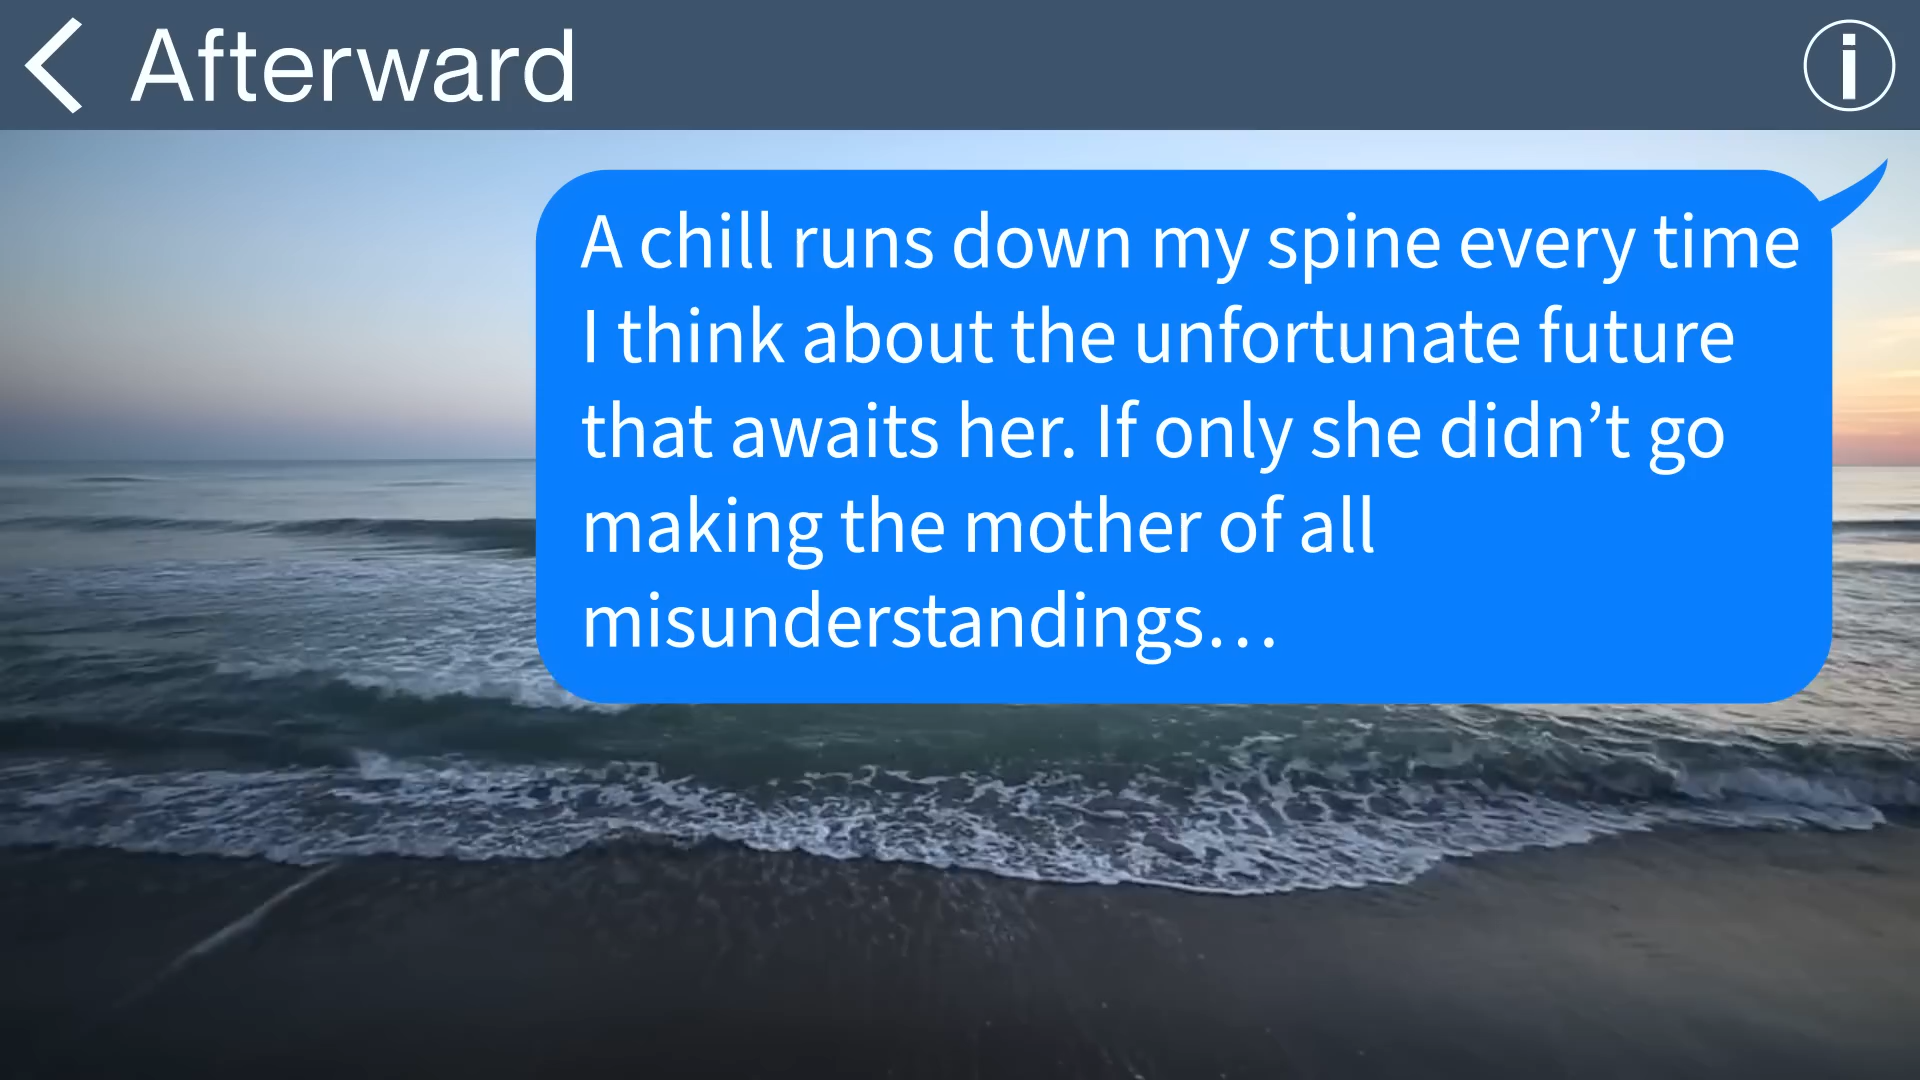 Afterward
A chill runs down my spine every time
I think about the unfortunate future
that awaits her. If only she didn’t go
making the mother of all
misunderstandings…